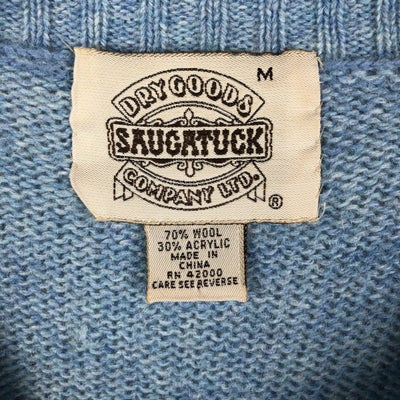 M
DRY GOODS
SAUGATUCK
COMPANY LTD.
®
70% WOOL
30% ACRYLIC
MADE IN
CHINA
RN 42000
CARE SEE REVERSE